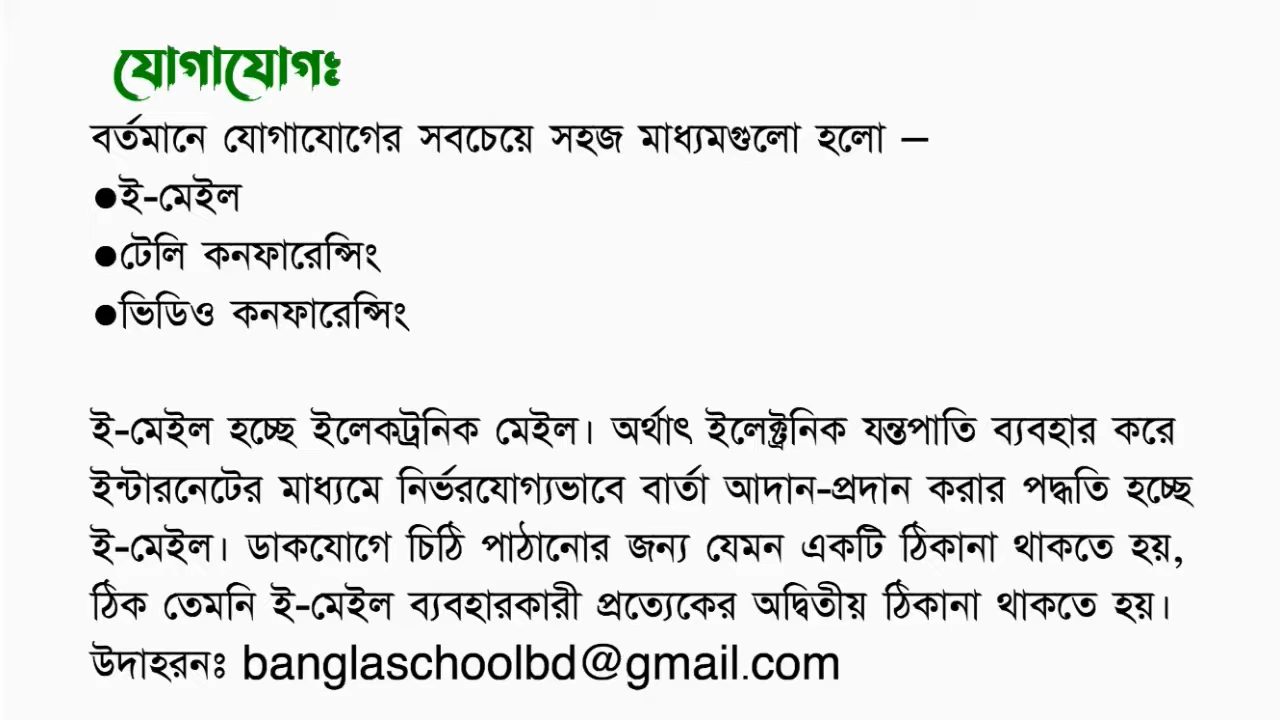 যোগাযোগঃ
বর্তমানে যোগাযোগের সবচেয়ে সহজ মাধ্যমগুলো হলো –
●ই-মেইল
●টেলি কনফারেন্সিং
●ভিডিও কনফারেন্সিং
ই-মেইল হচ্ছে ইলেকট্রনিক মেইল। অর্থাৎ ইলেক্ট্রনিক যন্তপাতি ব্যবহার করে
ইন্টারনেটের মাধ্যমে নির্ভরযোগ্যভাবে বার্তা আদান-প্রদান করার পদ্ধতি হচ্ছে
ই-মেইল। ডাকযোগে চিঠি পাঠানোর জন্য যেমন একটি ঠিকানা থাকতে হয়,
ঠিক তেমনি ই-মেইল ব্যবহারকারী প্রত্যেকের অদ্বিতীয় ঠিকানা থাকতে হয়।
উদাহরনঃ banglaschoolbd@gmail.com